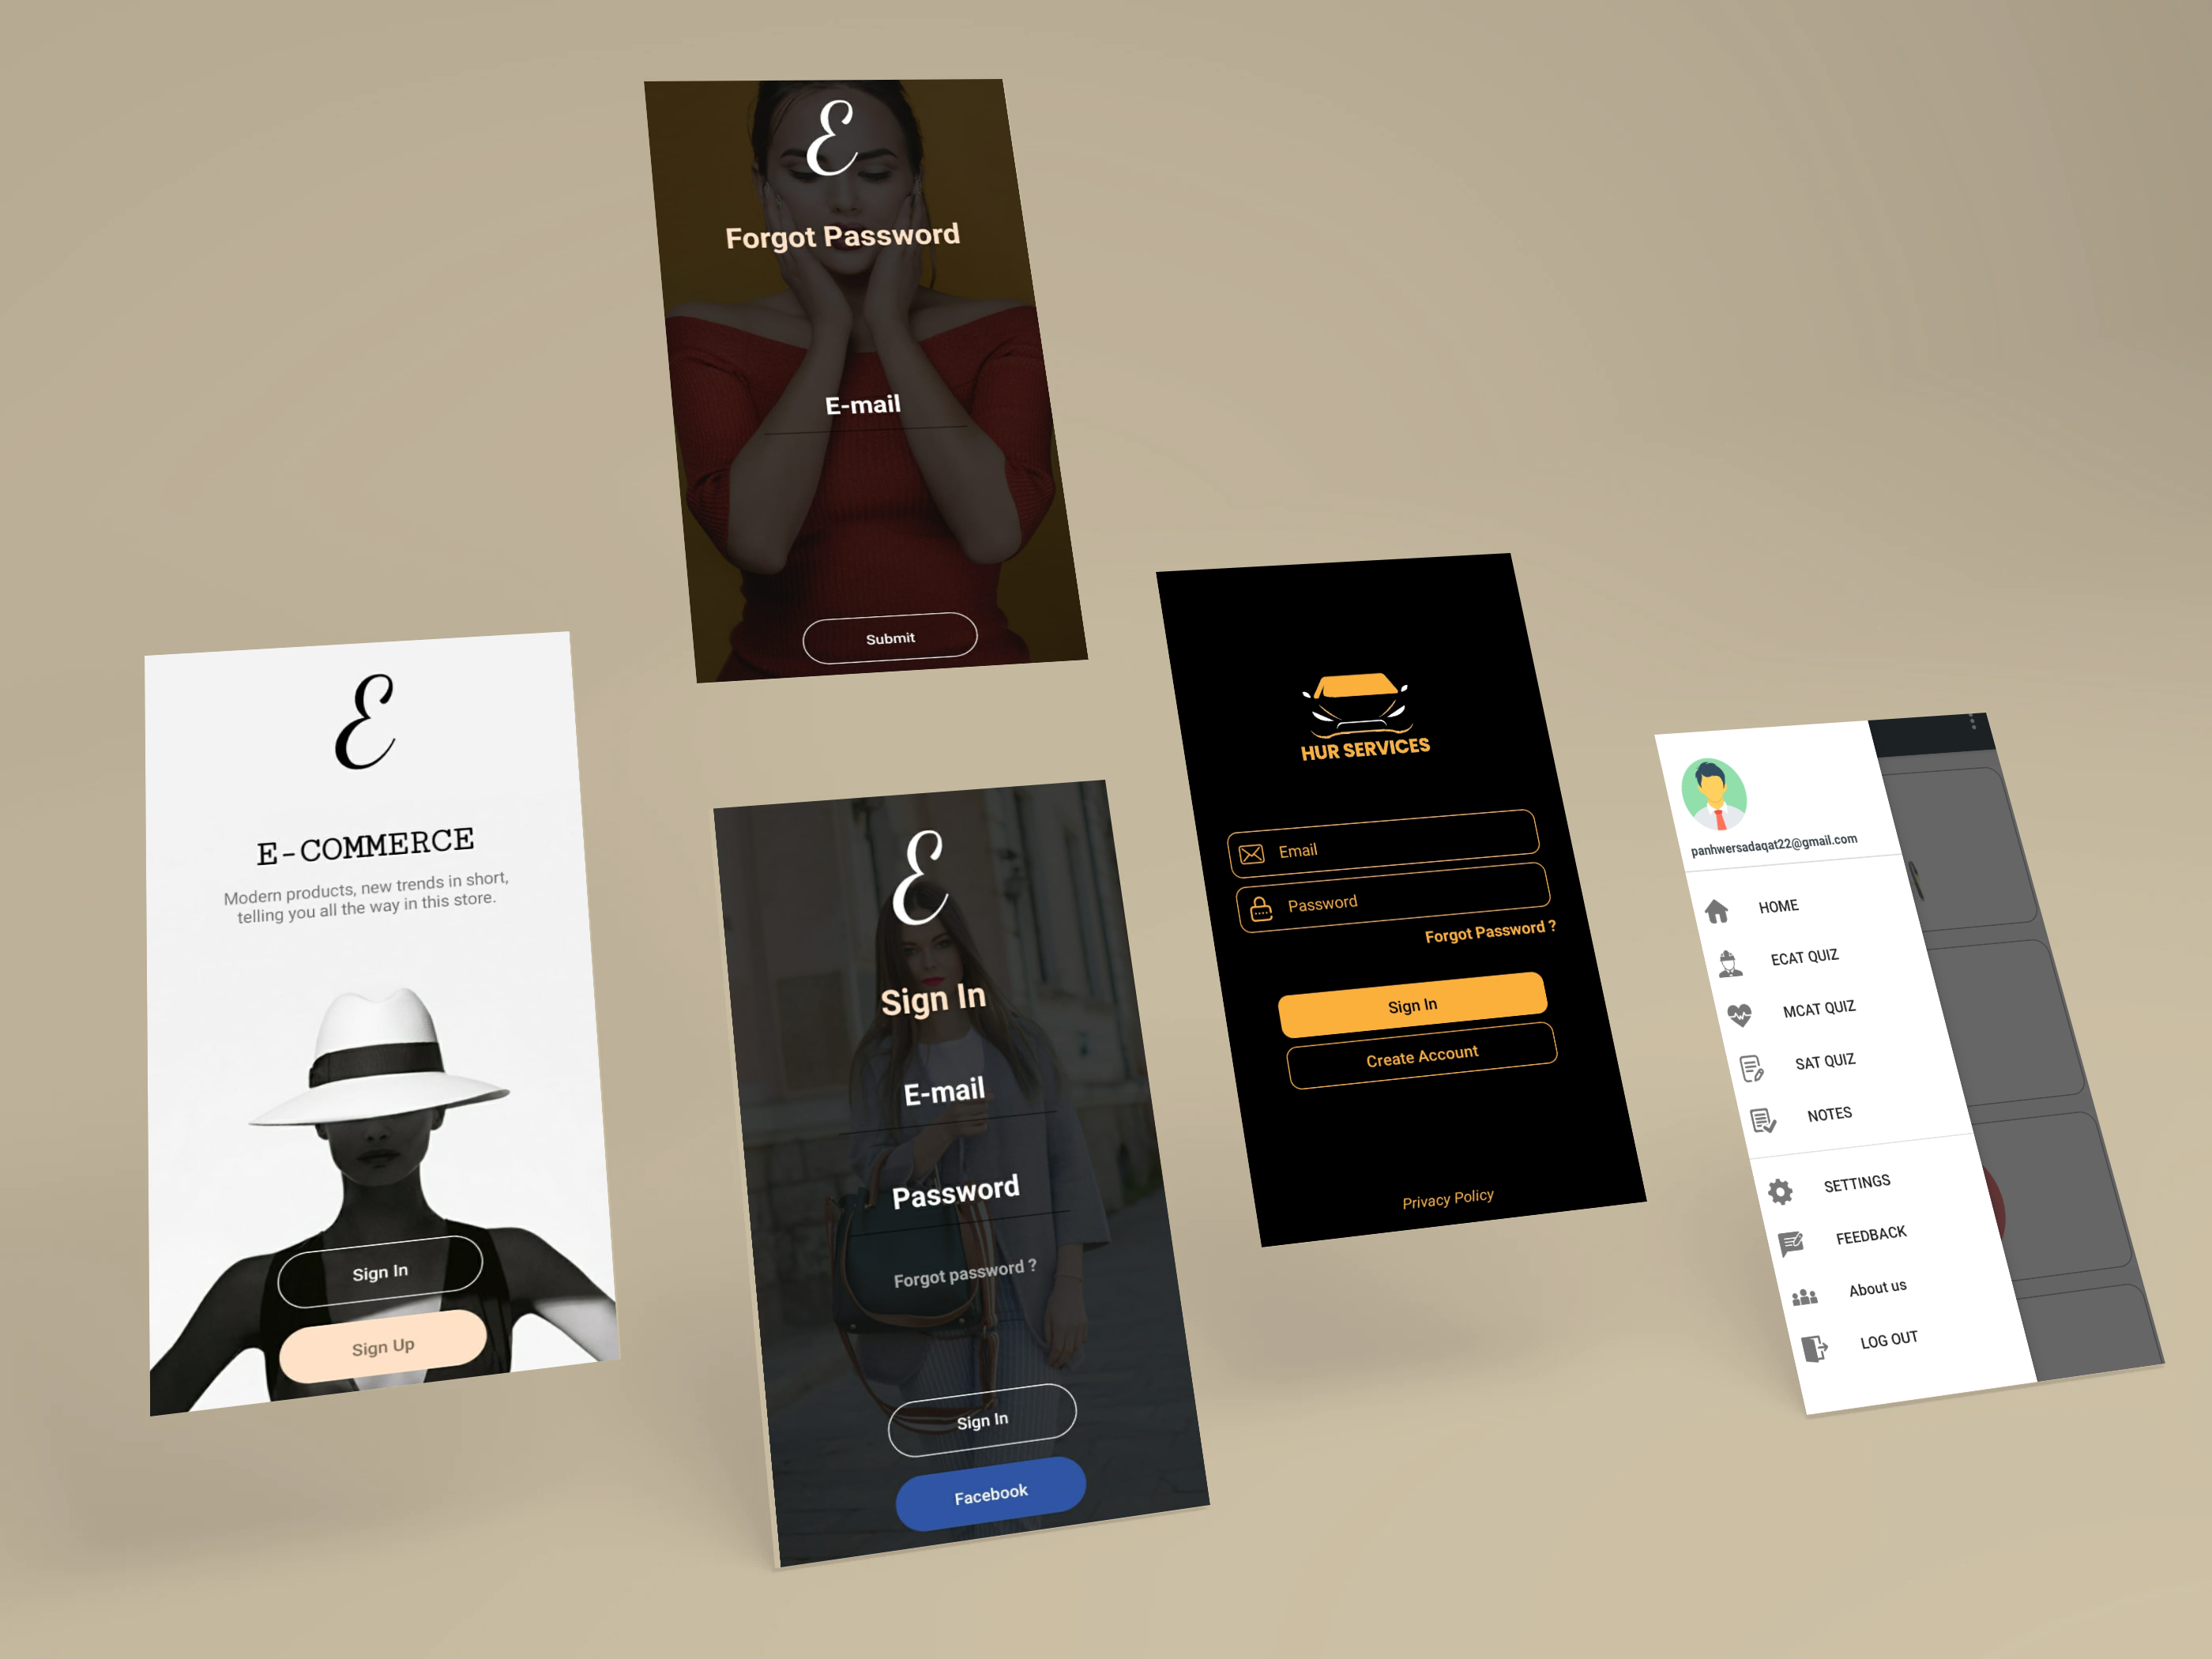 E
Forgot Password
E-mail
Submit
E
E-COMMERCE
Modern products, new trends in short,
telling you all the way in this store.
Sign In
Sign Up
E
Sign In
E-mail
Password
Forgot password ?
Sign In
Facebook
HUR SERVICES
Email
Password
Forgot Password ?
Sign In
Create Account
Privacy Policy
panhwersadaqat22@gmail.com
HOME
ECAT QUIZ
MCAT QUIZ
SAT QUIZ
NOTES
SETTINGS
FEEDBACK
About us
LOG OUT